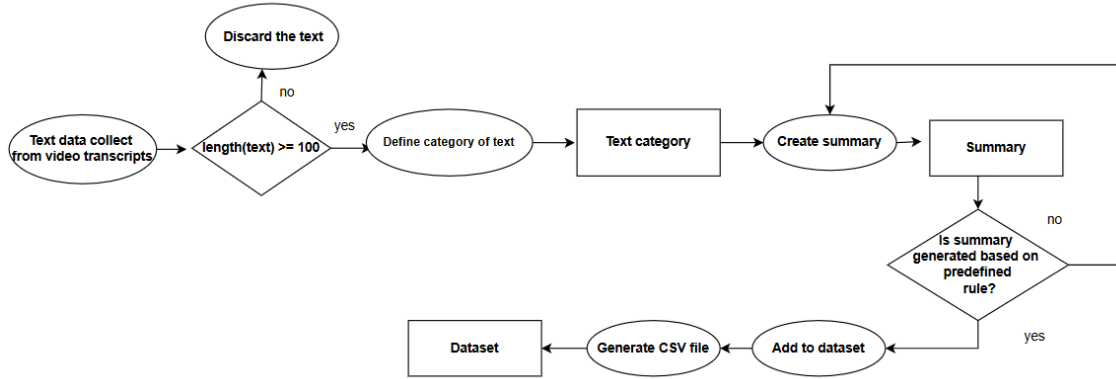 Discard the text
no
Text data collect
from video transcripts
length(text) >= 100
yes
Define category of text
Text category
Create summary
Summary
Is summary
generated based on
predefined
rule?
no
yes
Add to dataset
Generate CSV file
Dataset